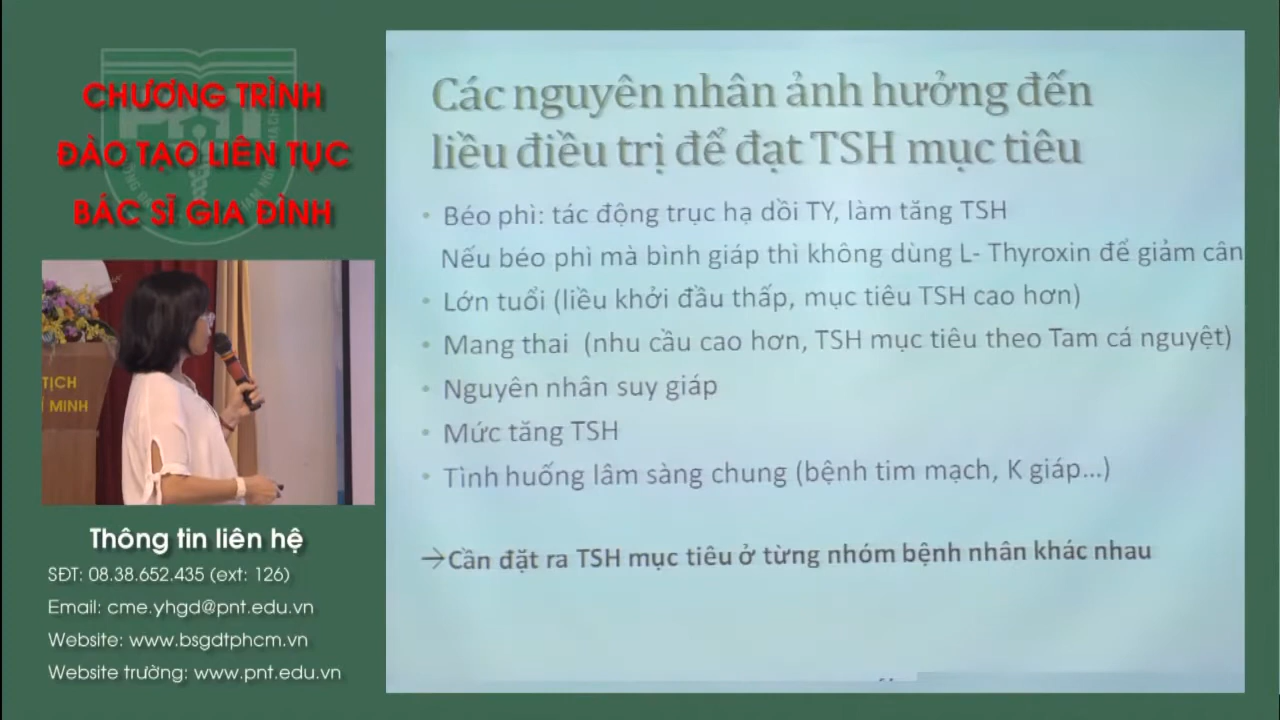 CHƯƠNG TRÌNH
ĐÀO TẠO LIÊN TỤC
BÁC SĨ GIA ĐÌNH
TỊCH
Í MINH
Thông tin liên hệ
SĐT: 08.38.652.435 (ext: 126)
Email: cme.yhgd@pnt.edu.vn
Website: www.bsgdtphcm.vn
Website trường: www.pnt.edu.vn
Các nguyên nhân ảnh hưởng đến
liều điều trị để đạt TSH mục tiêu
• Béo phì: tác động trục hạ dồi TY, làm tăng TSH
Nếu béo phì mà bình giáp thì không dùng L- Thyroxin để giảm cân
• Lớn tuổi (liều khởi đầu thấp, mục tiêu TSH cao hơn)
• Mang thai (nhu cầu cao hơn, TSH mục tiêu theo Tam cá nguyệt)
• Nguyên nhân suy giáp
• Mức tăng TSH
• Tình huống lâm sàng chung (bệnh tim mạch, K giáp...)
→Cần đặt ra TSH mục tiêu ở từng nhóm bệnh nhân khác nhau